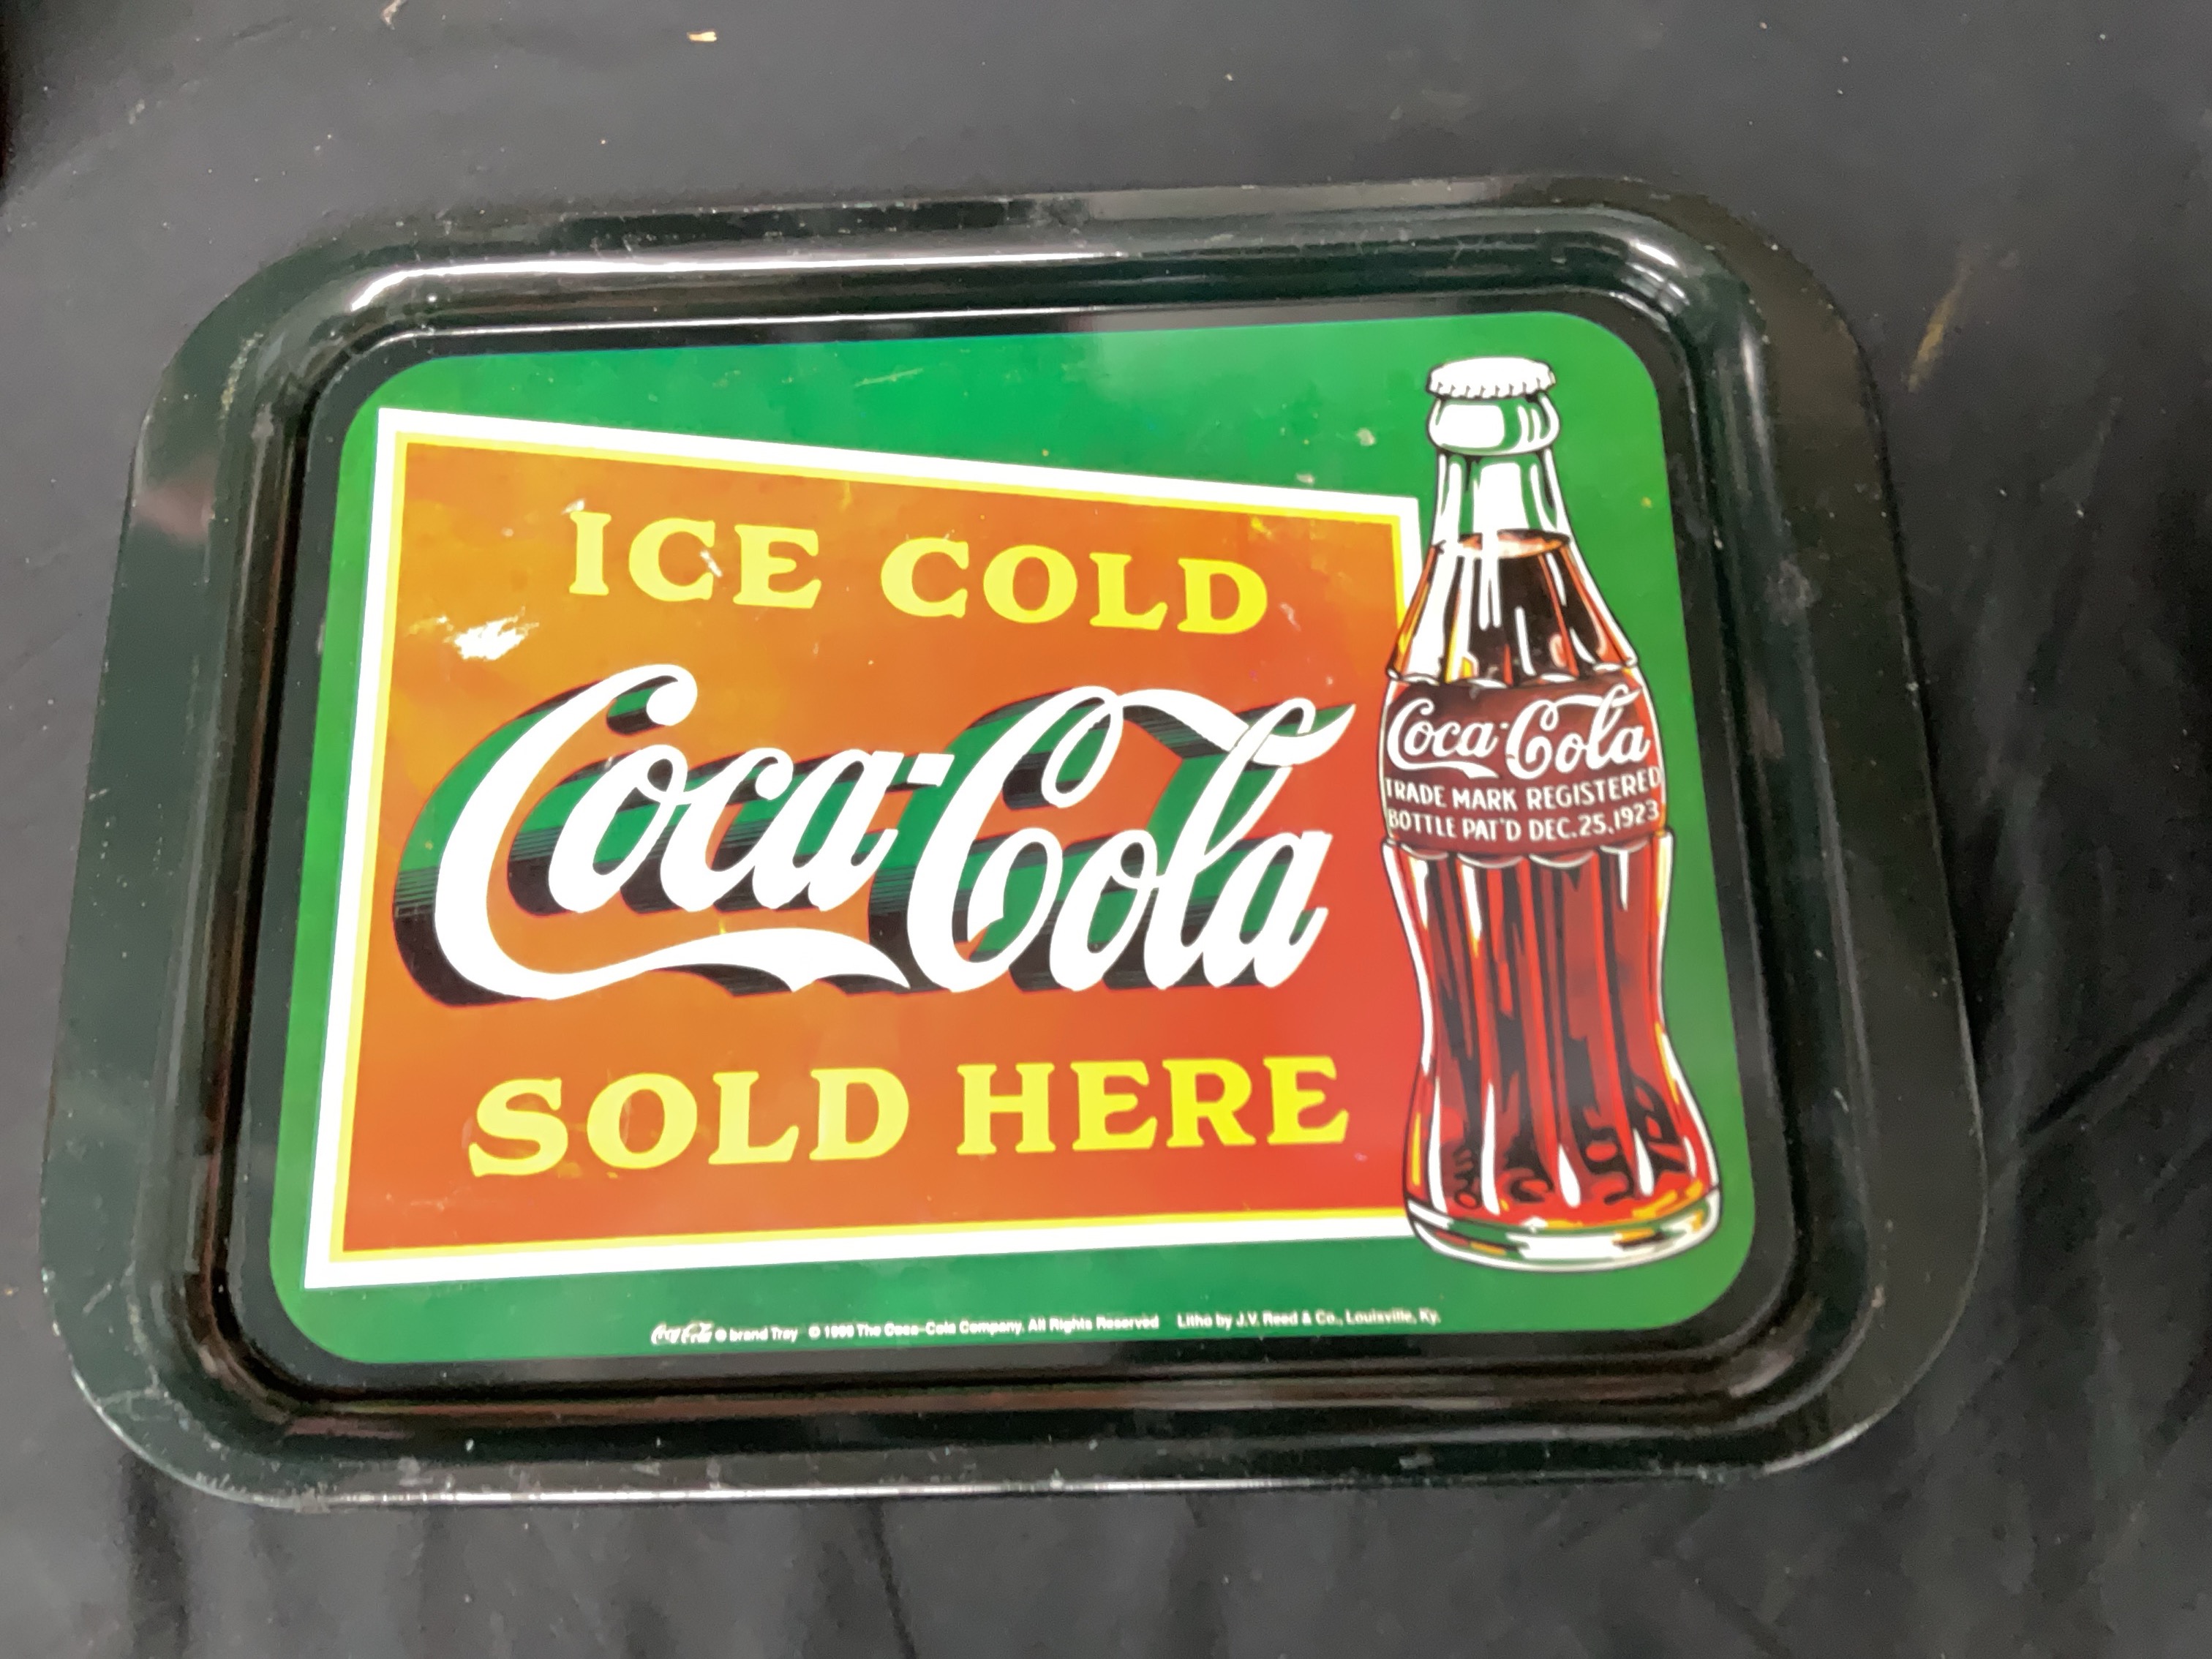 ICE COLD
Coca-Cola
SOLD HERE
Coca-Cola
TRADE MARK REGISTERED
BOTTLE PAT'D DEC. 25, 1923
Coca-Cola ® brand Tray © 1999 The Coca-Cola Company. All Rights Reserved Litho by J.V. Reed & Co., Louisville, Ky.